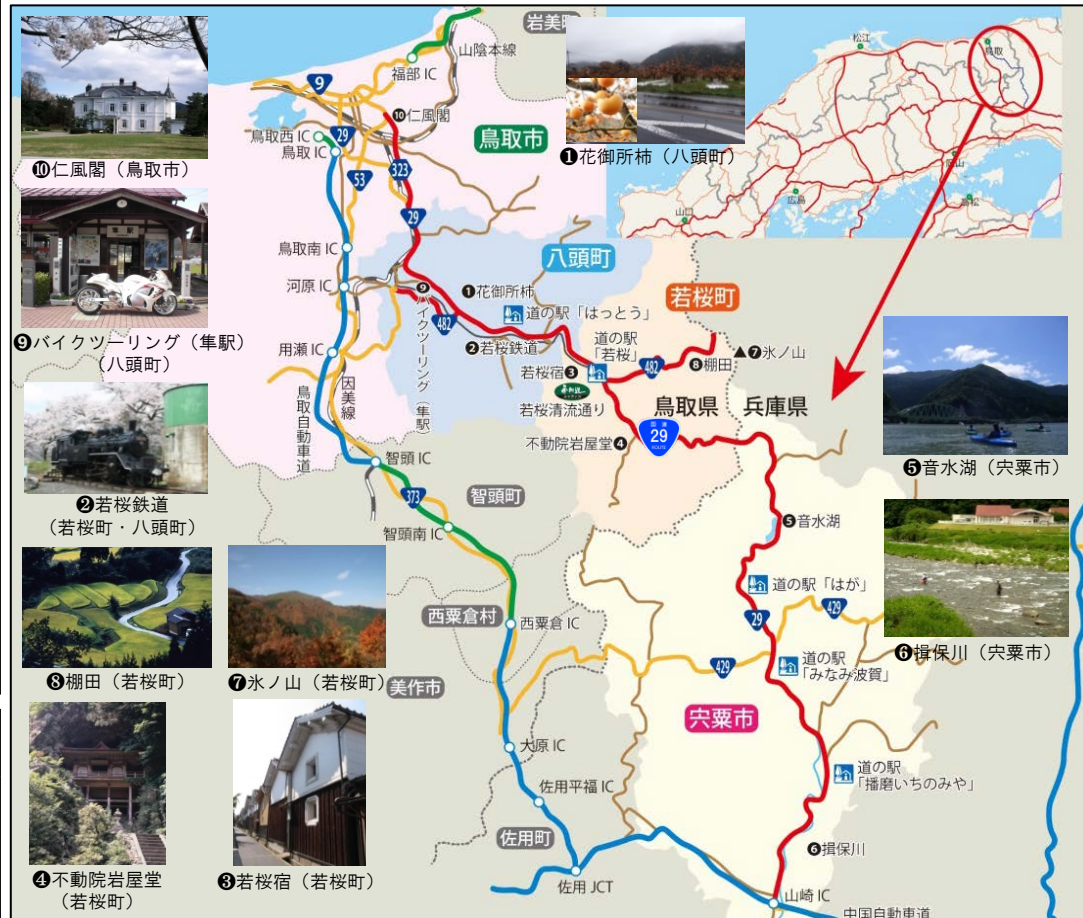 岩美町
山陰本線
福部 IC
9
❿仁風閣
鳥取西 IC
29
鳥取 IC
鳥取市
323
53
29
❿仁風閣（鳥取市）
❶花御所柿（八頭町）
松江
鳥取
岡山
広島
高松
山口
隼駅
❾バイクツーリング（隼駅）
（八頭町）
鳥取南 IC
河原 IC
八頭町
❶花御所柿
❾バイクツーリング（隼駅）
482
道の駅「はっとう」
❷若桜鉄道
若桜町
道の駅
「若桜」
482
❽棚田
▲❼氷ノ山
若桜宿❸
若桜清流通り
用瀬 IC
因美線
鳥取自動車道
鳥取県
兵庫県
不動院岩屋堂❹
国道
29
ROUTE
❷若桜鉄道
（若桜町・八頭町）
智頭 IC
373
智頭町
智頭南 IC
❺音水湖
❺音水湖（宍粟市）
道の駅「はが」
29
429
❻揖保川（宍粟市）
❽棚田（若桜町）
❼氷ノ山（若桜町）
西粟倉村
西粟倉 IC
429
道の駅
「みなみ波賀」
美作市
宍粟市
大原 IC
道の駅
「播磨いちのみや」
佐用平福 IC
佐用町
❻揖保川
❹不動院岩屋堂
（若桜町）
❸若桜宿（若桜町）
佐用 JCT
山崎 IC
中国自動車道